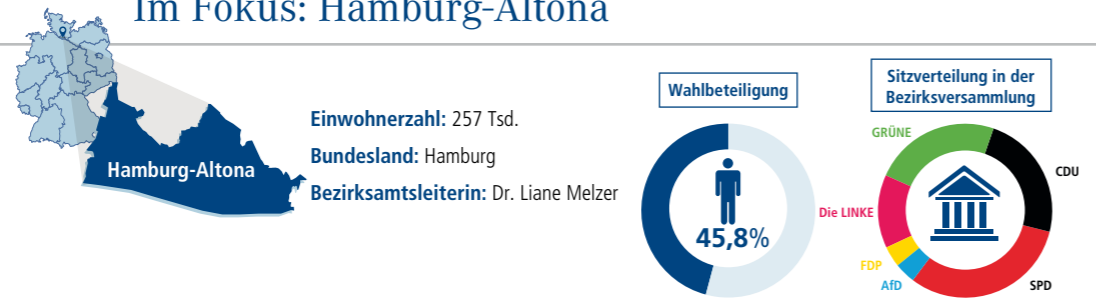 Im Fokus: Hamburg-Altona
Hamburg-Altona
Einwohnerzahl: 257 Tsd.
Bundesland: Hamburg
Bezirksamtsleiterin: Dr. Liane Melzer
Wahlbeteiligung
45,8%
Sitzverteilung in der
Bezirksversammlung
GRÜNE
CDU
Die LINKE
FDP
AfD
SPD